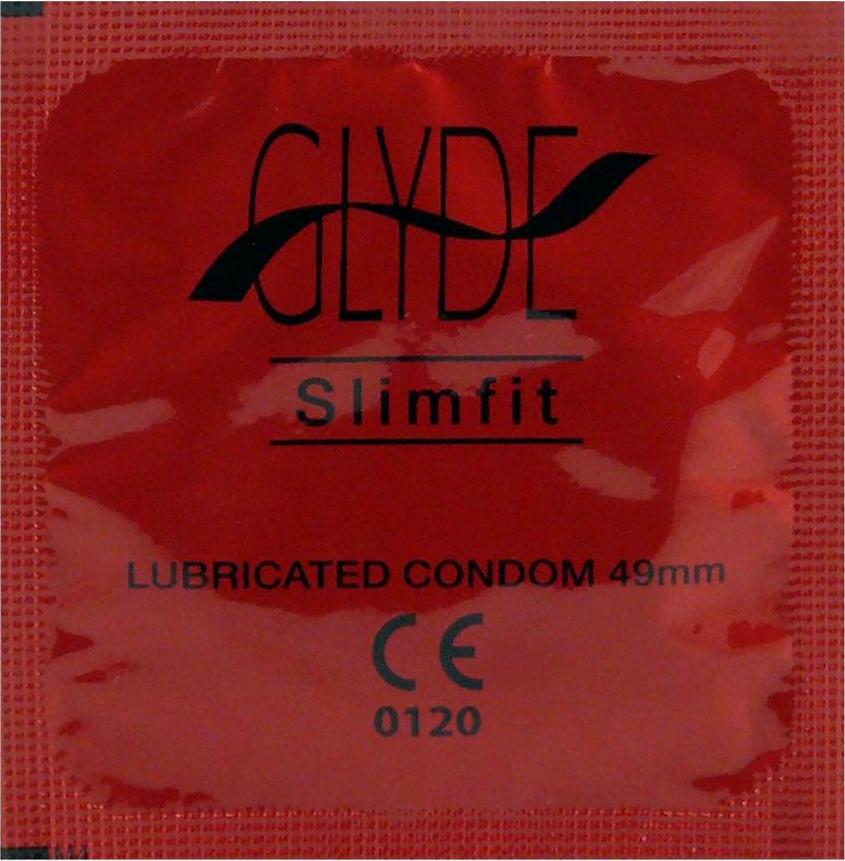 GLYDE
Slimfit
LUBRICATED CONDOM 49mm
CE
0120